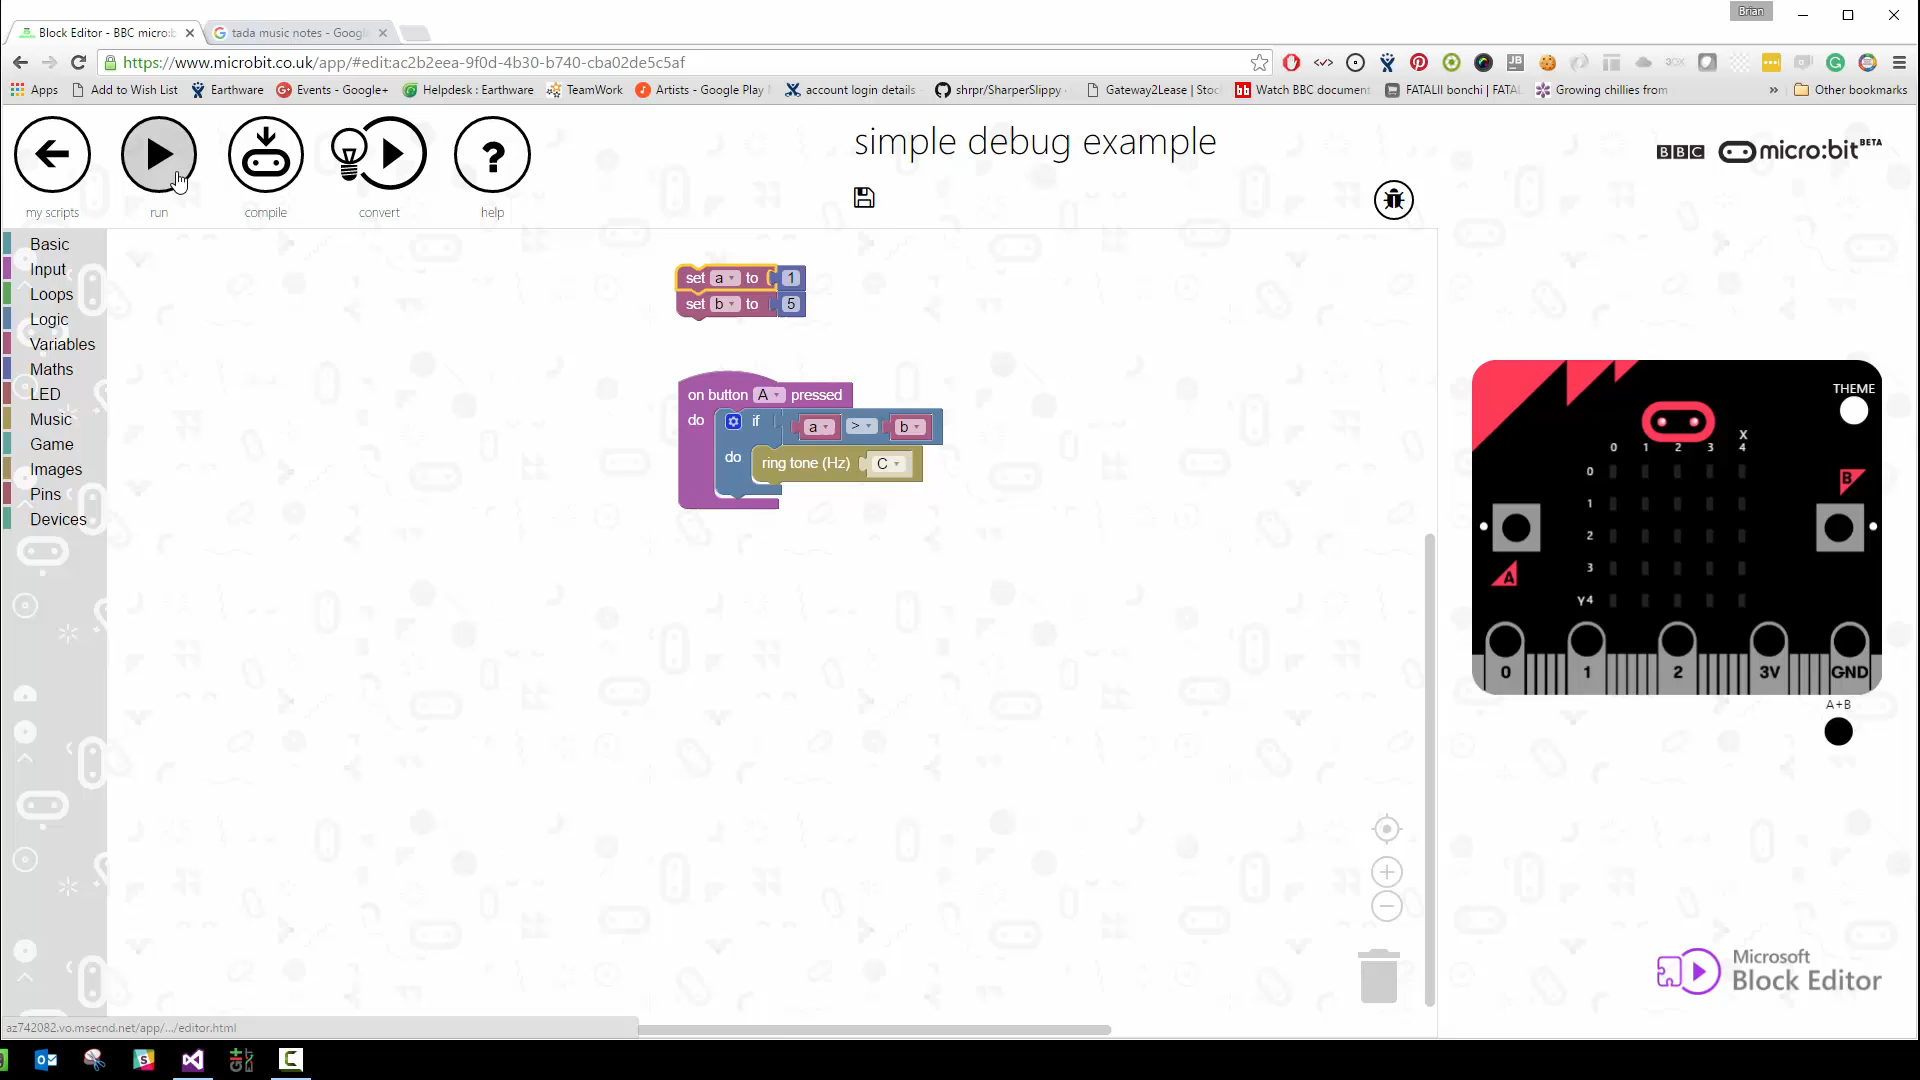 Brian
Block Editor - BBC micro:b
tada music notes - Googl
https://www.microbit.co.uk/app/#edit:ac2b2eea-9f0d-4b30-b740-cba02de5c5af
Apps
Add to Wish List
Earthware
Events - Google+
Helpdesk : Earthware
TeamWork
Artists - Google Play
account login details
shrpr/SharperSlippy
Gateway2Lease | Stoc
Watch BBC documen
FATALII bonchi | FATAL
Growing chillies from
»
Other bookmarks
simple debug example
BBC micro:bit BETA
my scripts
run
compile
convert
? help
Basic
Input
Loops
Logic
Variables
Maths
LED
Music
Game
Images
Pins
Devices
set a to 1
set b to 5
on button A pressed
do if a > b
do ring tone (Hz) C
THEME
X
0 1 2 3 4
0
1
2
3
Y4
A
B
0 1 2 3V GND
A+B
Microsoft
Block Editor
az742082.vo.msecnd.net/app/.../editor.html